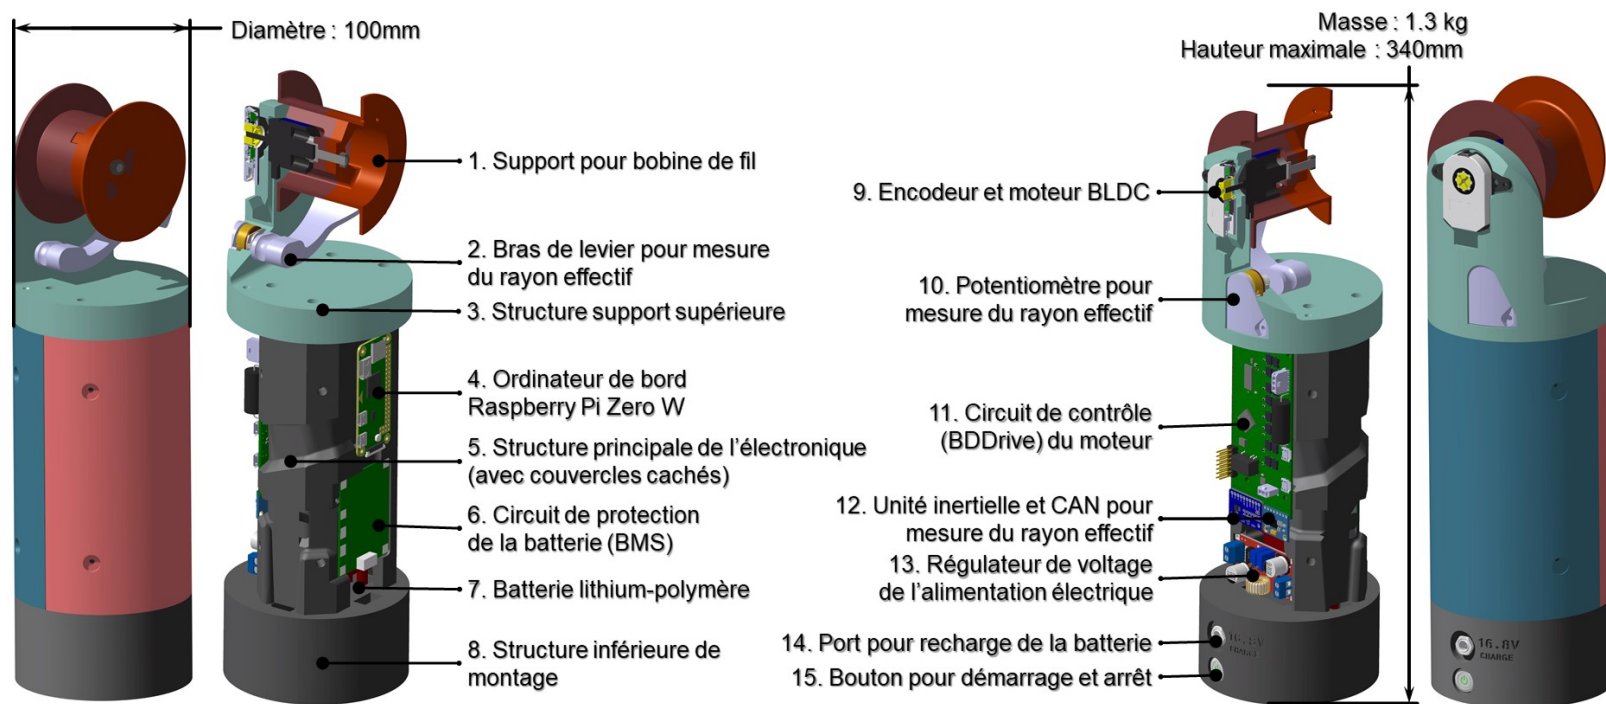 Diamètre : 100mm
1. Support pour bobine de fil
2. Bras de levier pour mesure
du rayon effectif
3. Structure support supérieure
4. Ordinateur de bord
Raspberry Pi Zero W
5. Structure principale de l'électronique
(avec couvercles cachés)
6. Circuit de protection
de la batterie (BMS)
7. Batterie lithium-polymère
8. Structure inférieure de
montage
Masse : 1.3 kg
Hauteur maximale : 340mm
9. Encodeur et moteur BLDC
10. Potentiomètre pour
mesure du rayon effectif
11. Circuit de contrôle
(BDDrive) du moteur
12. Unité inertielle et CAN pour
mesure du rayon effectif
13. Régulateur de voltage
de l'alimentation électrique
14. Port pour recharge de la batterie
15. Bouton pour démarrage et arrêt
16.8V
CHARGE
16.8V
CHARGE